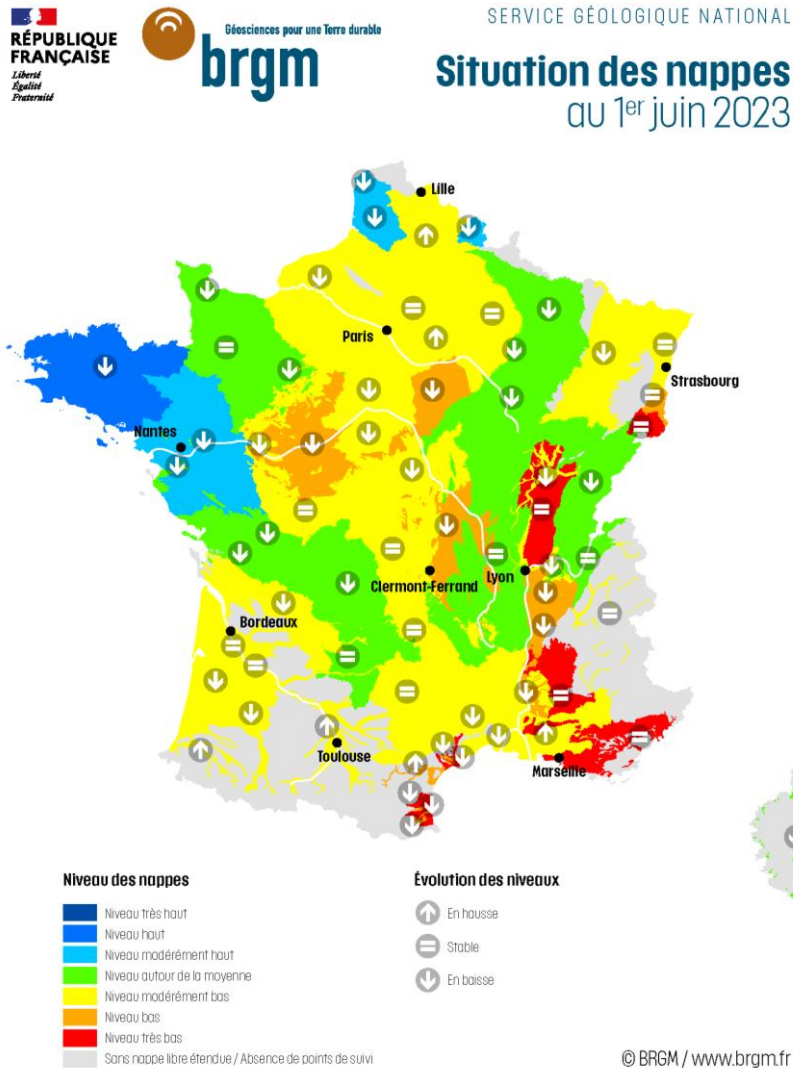 RÉPUBLIQUE
FRANÇAISE
Liberté
Égalité
Fraternité
Géosciences pour une Terre durable
brgm
SERVICE GÉOLOGIQUE NATIONAL
Situation des nappes
au 1er juin 2023
Lille
Paris
Strasbourg
Nantes
Clermont-Ferrand
Lyon
Bordeaux
Toulouse
Marseille
Niveau des nappes
Niveau très haut
Niveau haut
Niveau modérément haut
Niveau autour de la moyenne
Niveau modérément bas
Niveau bas
Niveau très bas
Sans nappe libre étendue / Absence de points de suivi
Évolution des niveaux
En hausse
Stable
En baisse
© BRGM / www.brgm.fr